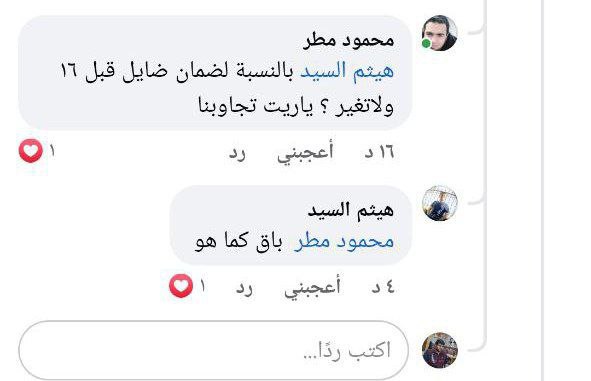 محمود مطر
هيثم السيد بالنسبة لضمان ضايل قبل ١٦
ولاتغير ؟ ياريت تجاوبنا
١٦ د أعجبني رد ١
هيثم السيد
محمود مطر باق كما هو
٤ د أعجبني رد ١
اكتب ردًا...